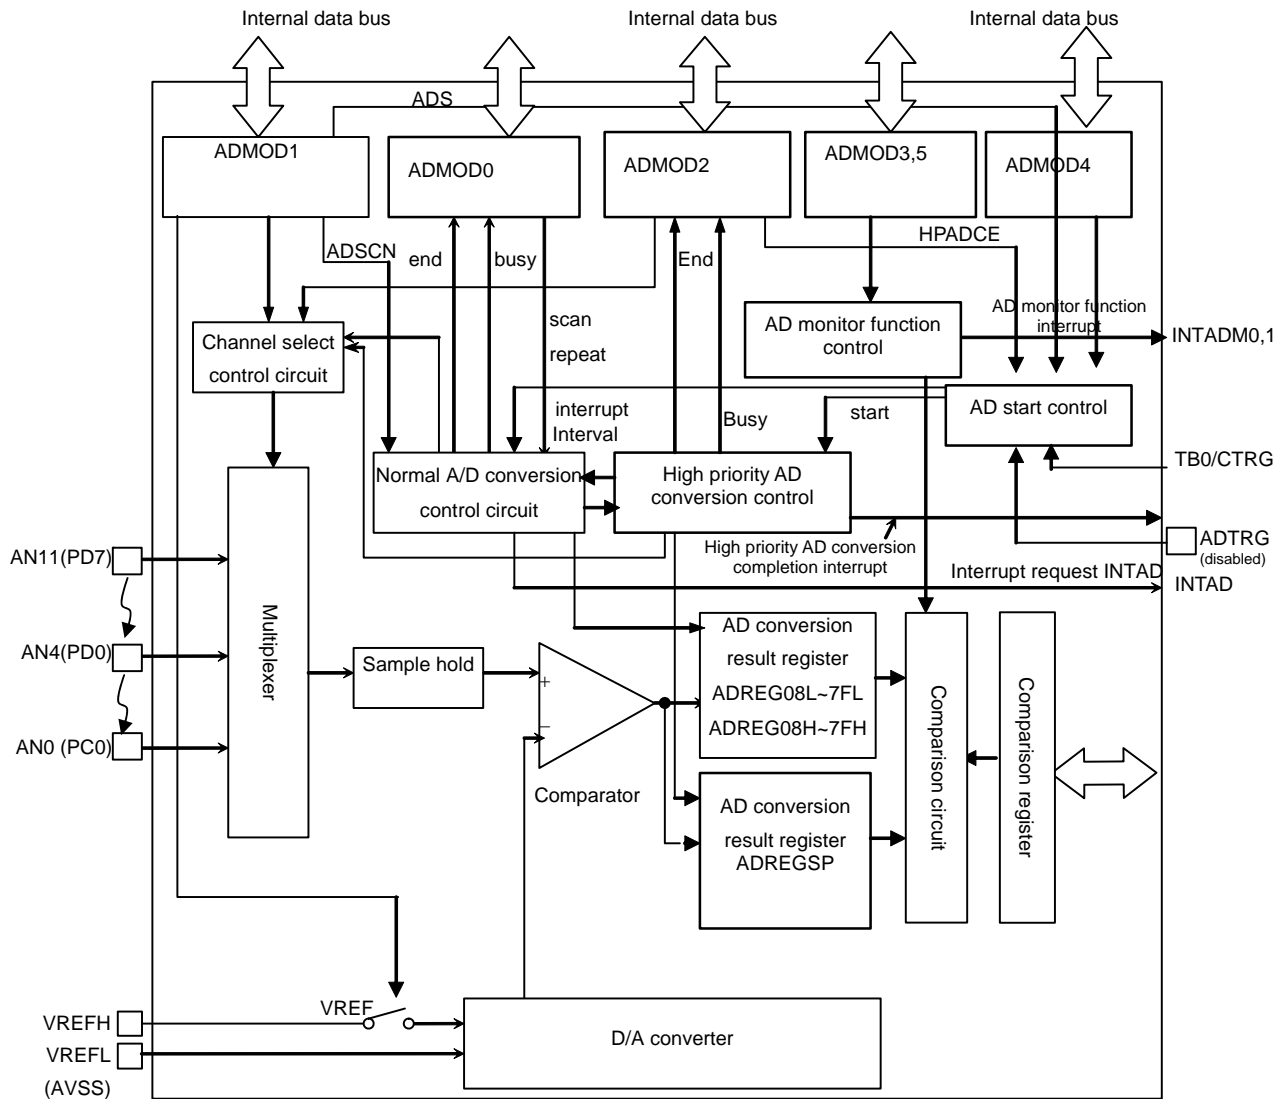 Internal data bus
Internal data bus
Internal data bus
ADS
ADMOD1
ADMOD0
ADMOD2
ADMOD3,5
ADMOD4
ADSCN
end
busy
End
HPADCE
scan
repeat
AD monitor function
interrupt
INTADM0,1
Channel select
control circuit
AD monitor function
control
interrupt
Interval
Busy
start
AD start control
Normal A/D conversion
control circuit
High priority AD
conversion control
TB0/CTRG
ADTRG
(disabled)
High priority AD conversion
completion interrupt
Interrupt request INTAD
INTAD
AN11(PD7)
AN4(PD0)
AN0 (PC0)
Multiplexer
Sample hold
+
−
Comparator
AD conversion
result register
ADREG08L~7FL
ADREG08H~7FH
AD conversion
result register
ADREGSP
Comparison circuit
Comparison register
VREF
VREFH
VREFL
(AVSS)
D/A converter